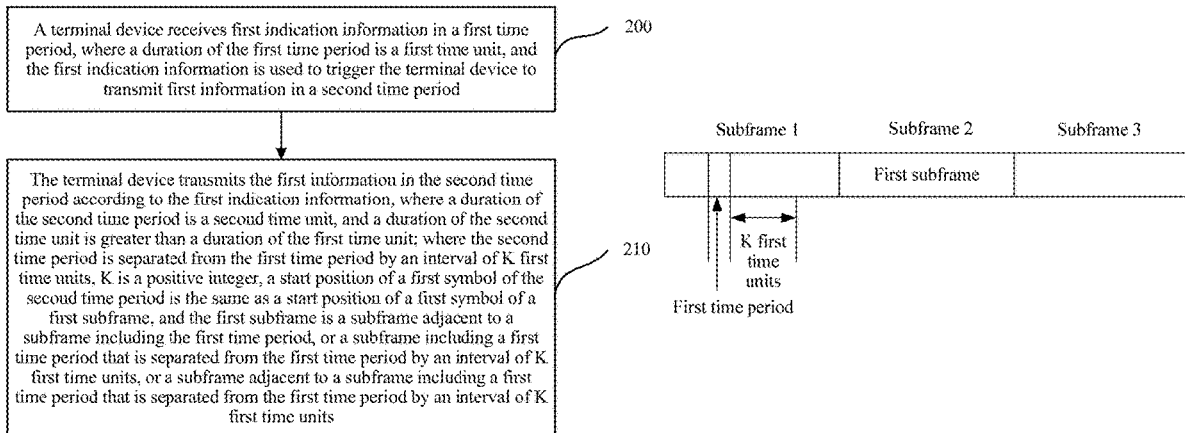 A terminal device receives first indication information in a first time
period, where a duration of the first time period is a first time unit, and
the first indication information is used to trigger the terminal device to
transmit first information in a second time period
200
The terminal device transmits the first information in the second time
period according to the first indication information, where a duration of
the second time period is a second time unit, and a duration of the second
time unit is greater than a duration of the first time unit; where the second
time period is separated from the first time period by an interval of K first
time units, K is a positive integer, a start position of a first symbol of the
second time period is the same as a start position of a first symbol of a
first subframe, and the first subframe is a subframe adjacent to a
subframe including the first time period, or a subframe including a first
time period that is separated from the first time period by an interval of K
first time units, or a subframe adjacent to a subframe including a first
time period that is separated from the first time period by an interval of K
first time units
210
Subframe 1
Subframe 2
Subframe 3
First subframe
K first
time
units
First time period